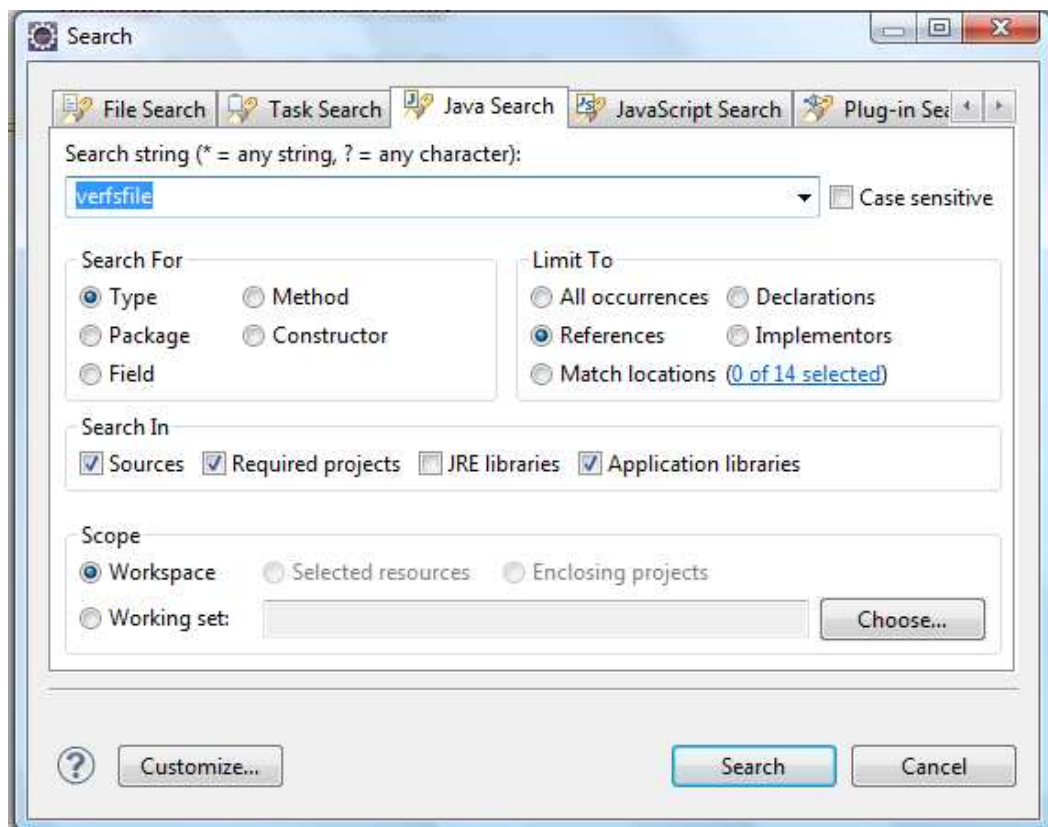 Search
File Search Task Search Java Search JavaScript Search Plug-in Sea
Search string (* = any string, ? = any character):
verfsfile Case sensitive
Search For Limit To
Type Method All occurrences Declarations
Package Constructor References Implementors
Field Match locations (0 of 14 selected)
Search In
Sources Required projects JRE libraries Application libraries
Scope
Workspace Selected resources Enclosing projects
Working set: Choose...
? Customize... Search Cancel